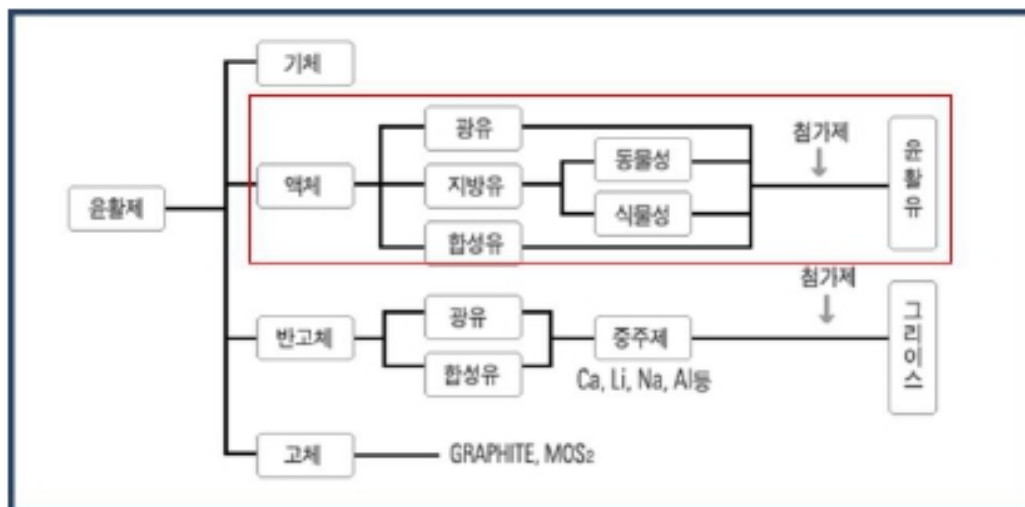 기체
광유
첨가제
윤활유
동물성
윤활제
액체
지방유
식물성
합성유
첨가제
그리이스
광유
반고체
중주제
합성유
Ca, Li, Na, Al등
고체
GRAPHITE, MOS₂